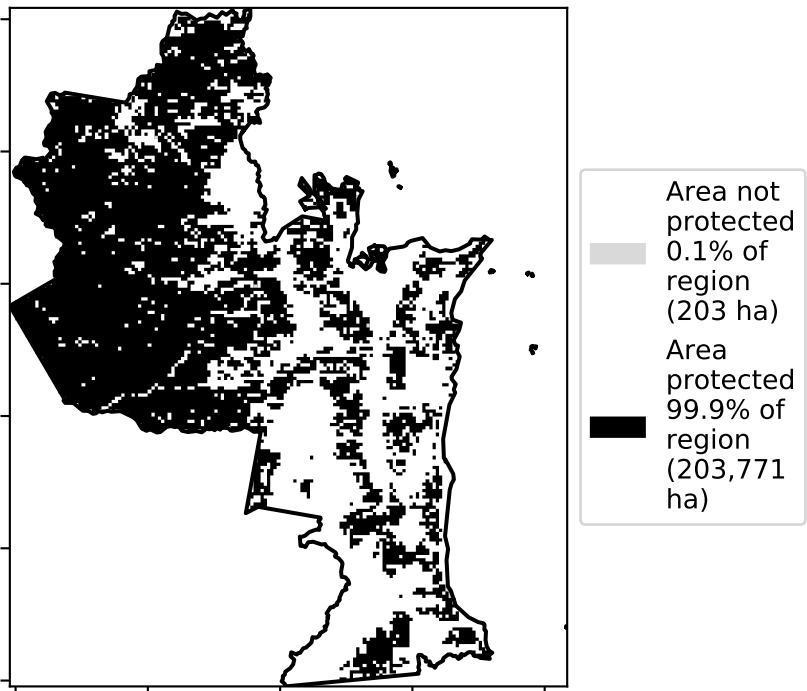 Area not
protected
0.1% of
region
(203 ha)
Area
protected
99.9% of
region
(203,771
ha)